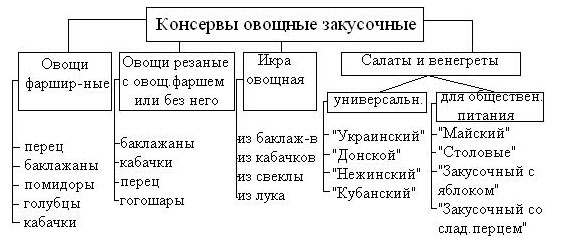 Консервы овощные закусочные
Овощи
фаршир-ные
перец
баклажаны
помидоры
голубцы
кабачки
Овощи резаные
с овощ.фаршем
или без него
баклажаны
кабачки
перец
гогошары
Икра
овощная
из баклаж-в
из кабачков
из свеклы
из лука
Салаты и венегреты
универсальн.
"Украинский"
"Донской"
"Нежинский"
"Кубанский"
для обществен.
питания
"Майский"
"Столовые"
"Закусочный с
яблоком"
"Закусочный со
слад.перцем"